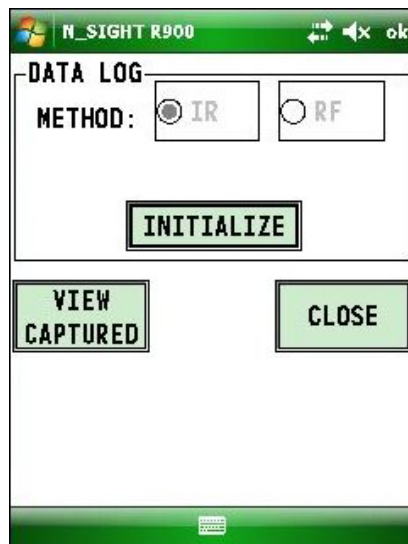 N_SIGHT R900 ok
DATA LOG
METHOD: IR RF
INITIALIZE
VIEW
CAPTURED
CLOSE